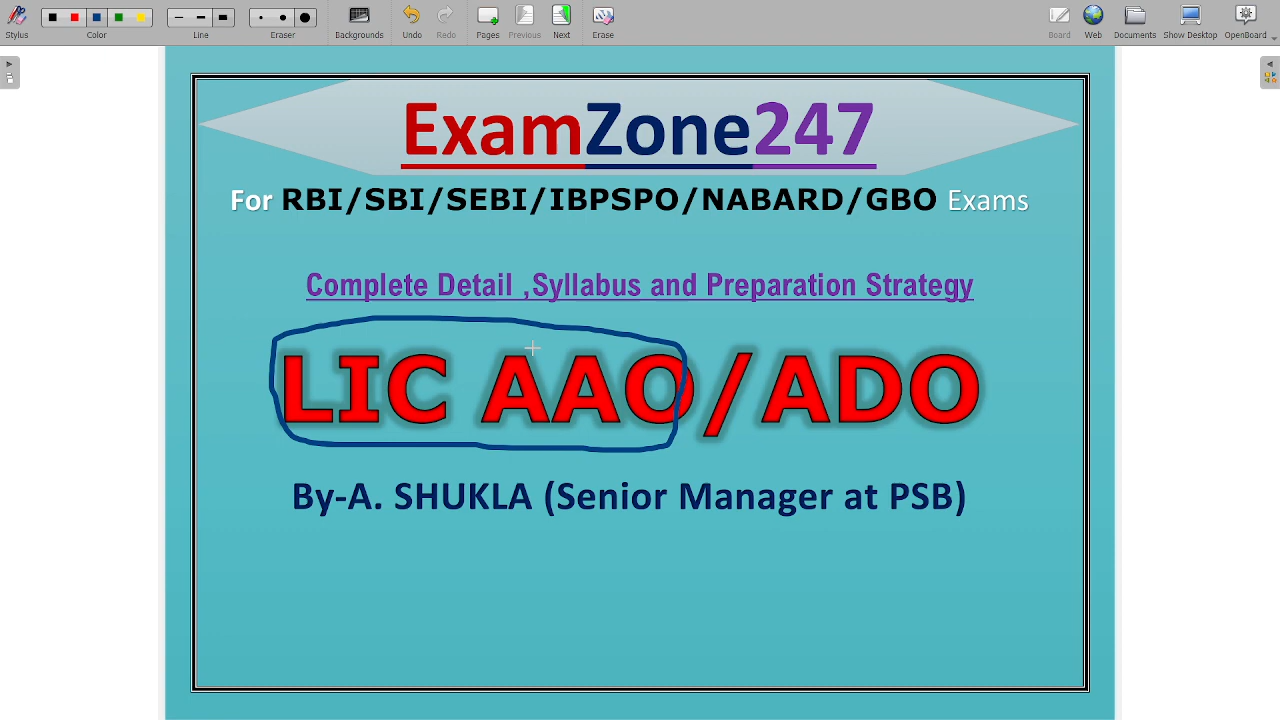 Stylus Color Line Eraser Backgrounds Undo Redo Pages Previous Next Erase Board Web Documents Show Desktop OpenBoard
ExamZone247
For RBI/SBI/SEBI/IBPSPO/NABARD/GBO Exams
Complete Detail ,Syllabus and Preparation Strategy
LIC AAO/ADO
By-A. SHUKLA (Senior Manager at PSB)